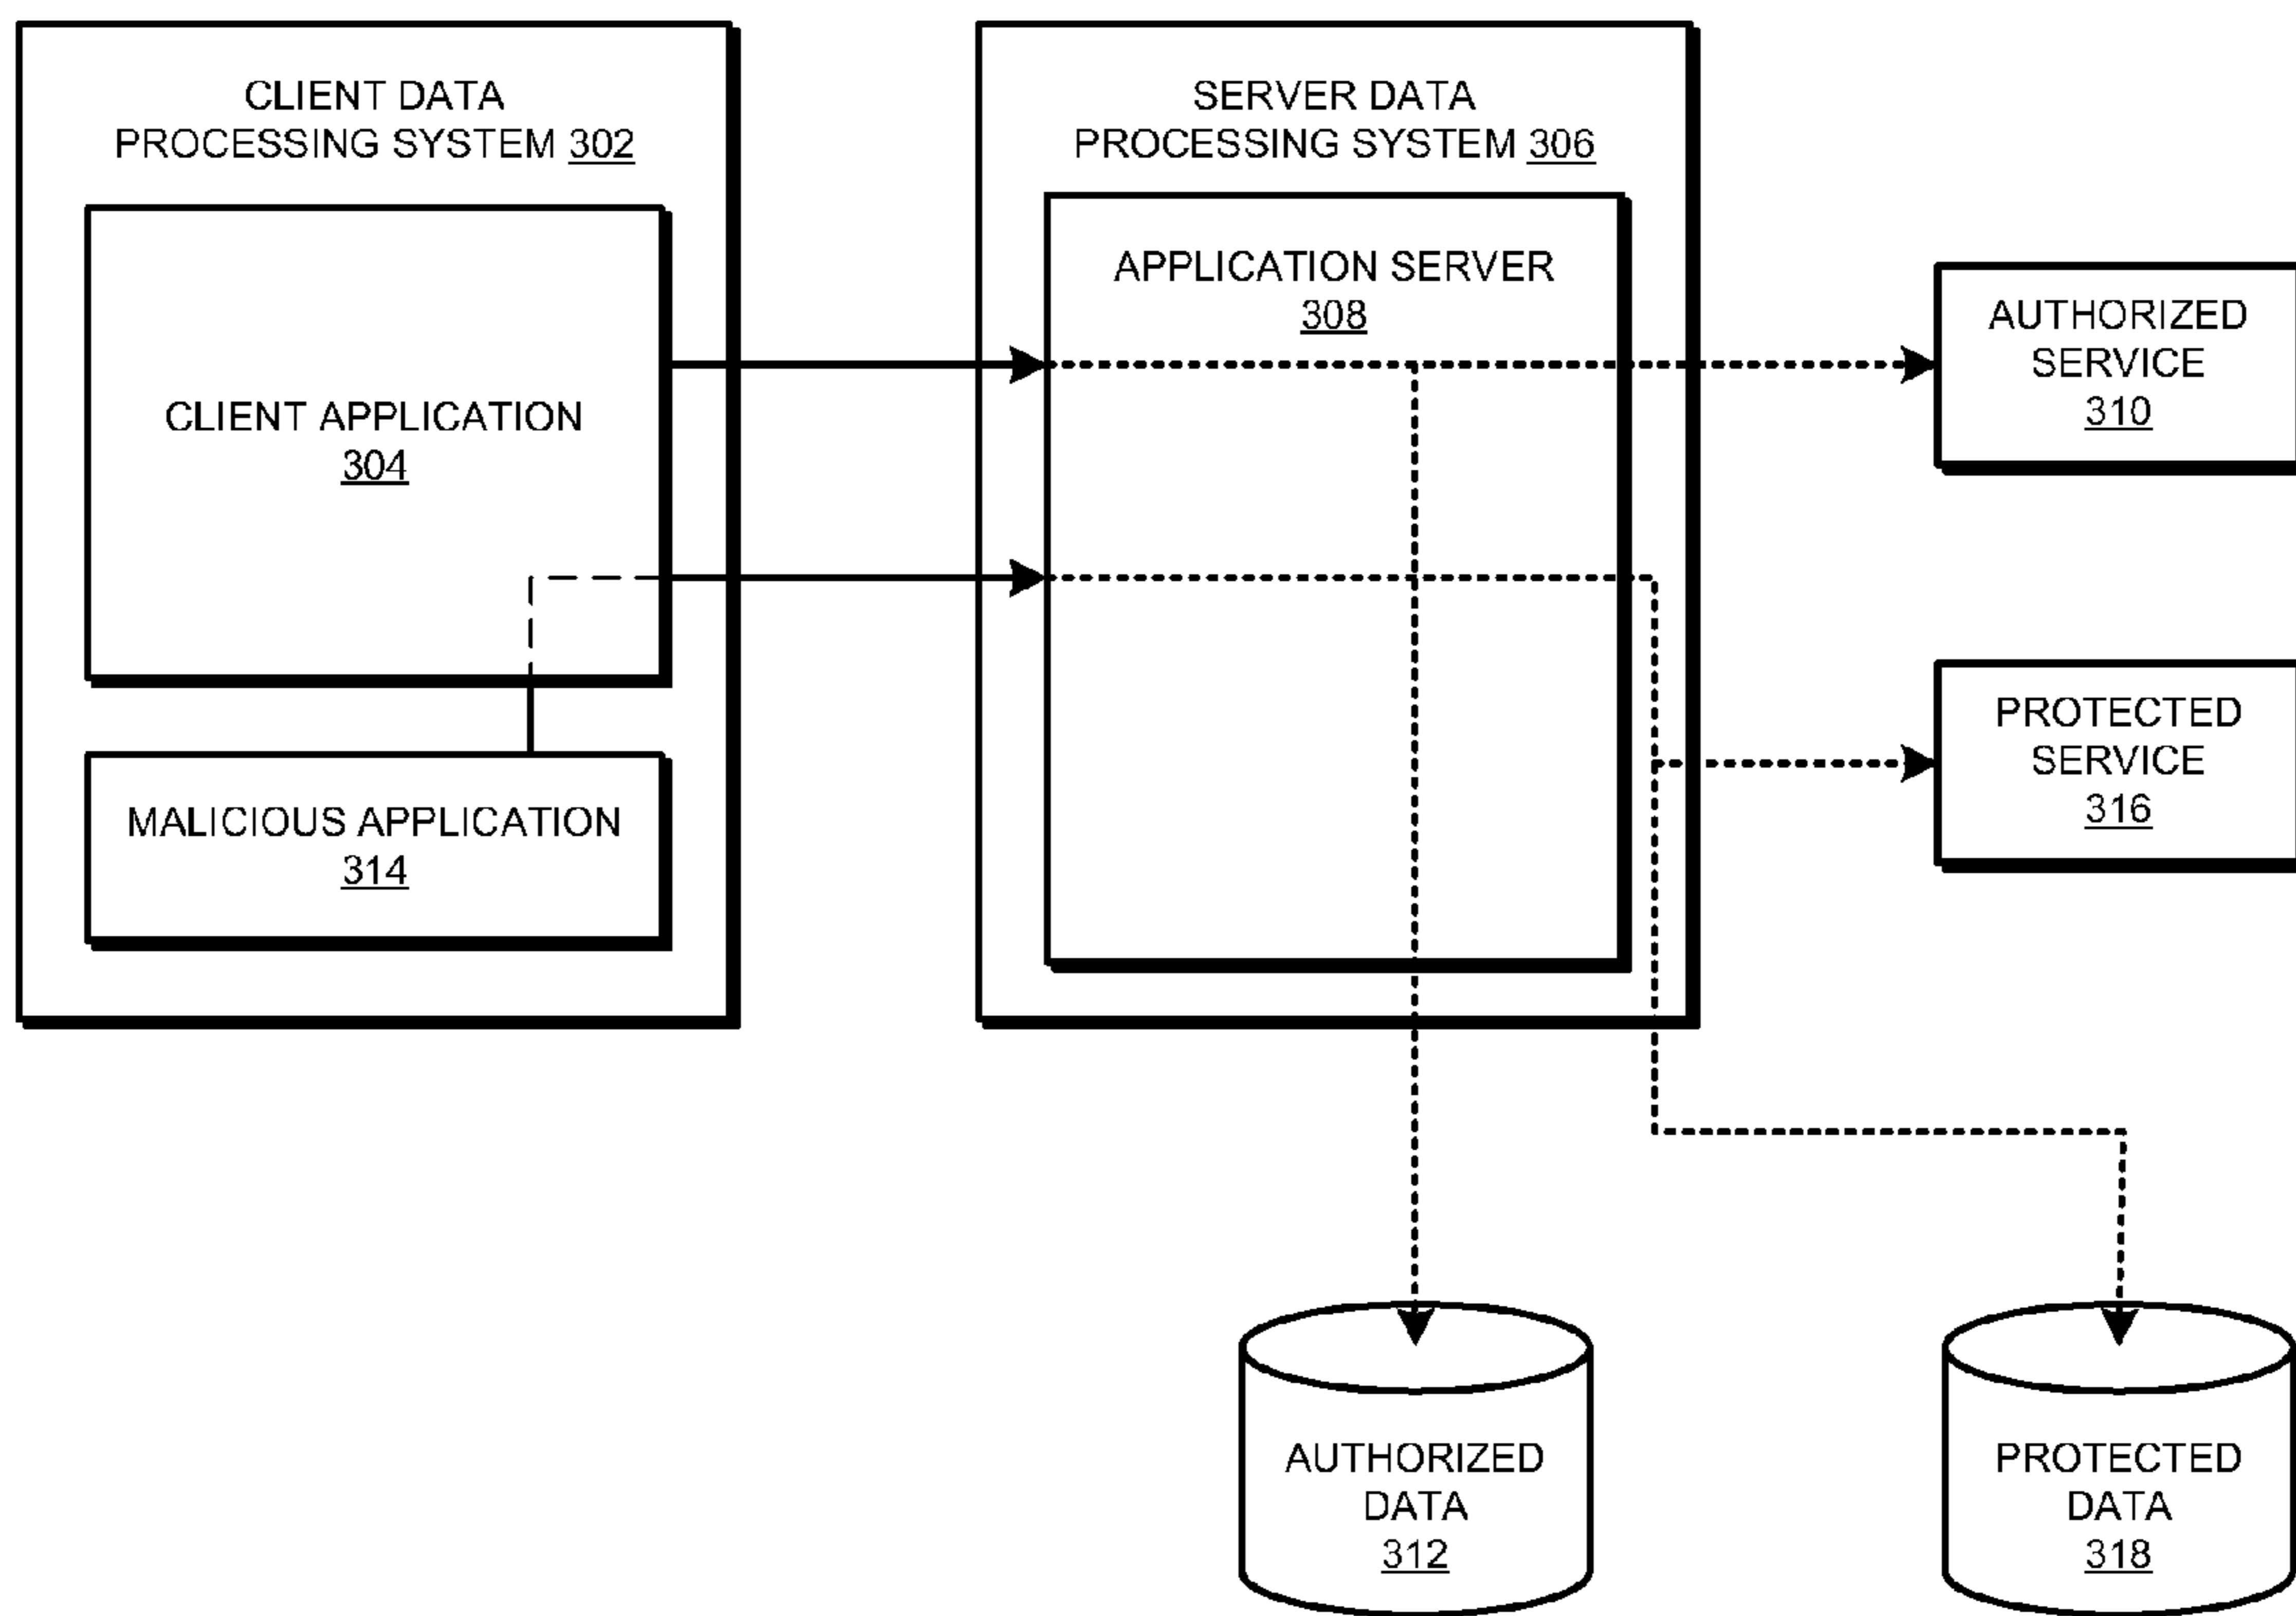 CLIENT DATA
PROCESSING SYSTEM 302
CLIENT APPLICATION
304
MALICIOUS APPLICATION
314
SERVER DATA
PROCESSING SYSTEM 306
APPLICATION SERVER
308
AUTHORIZED
SERVICE
310
PROTECTED
SERVICE
316
AUTHORIZED
DATA
312
PROTECTED
DATA
318